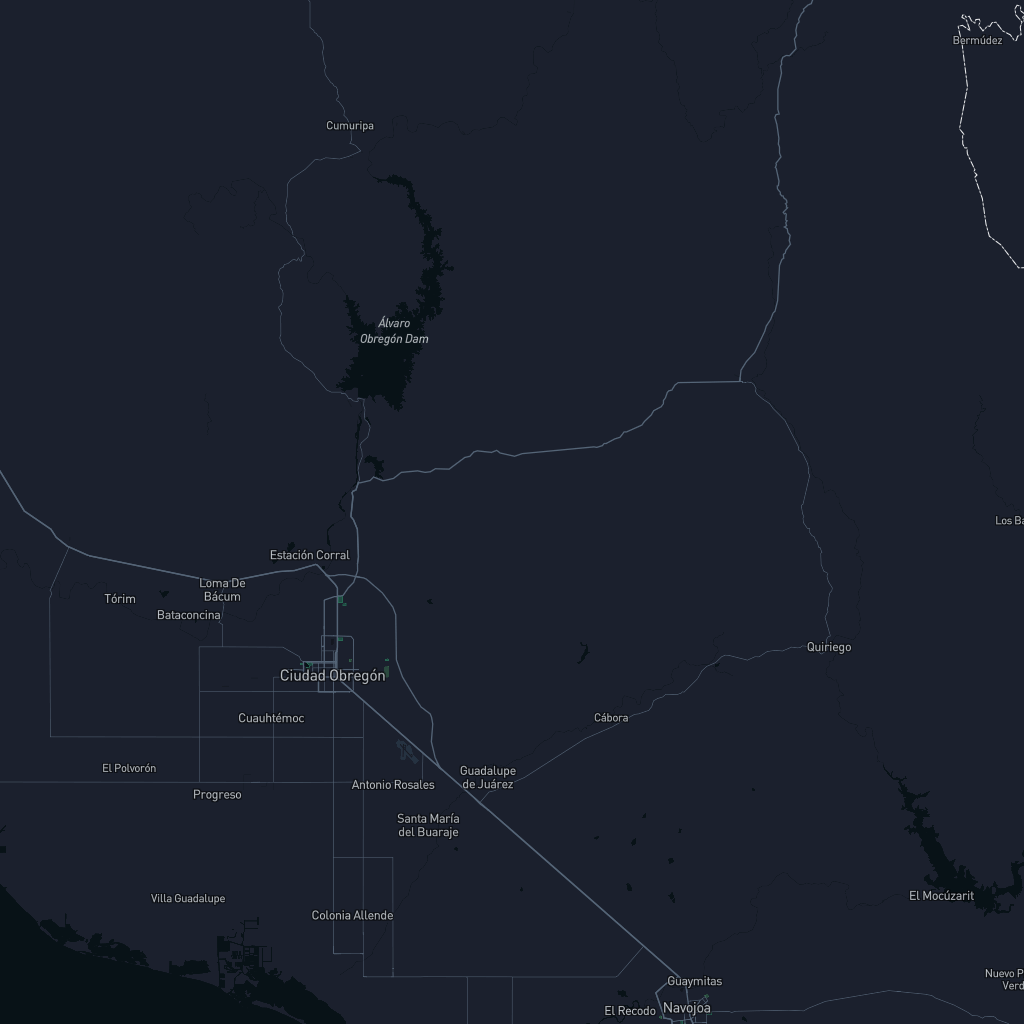 Bermúdez
Cumuripa
Álvaro
Obregón Dam
Los Ba
Estación Corral
Loma De
Bácum
Tórim
Bataconcina
Quiriego
Ciudad Obregón
Cuauhtémoc
Cábora
El Polvorón
Guadalupe
de Juárez
Antonio Rosales
Progreso
Santa María
del Buaraje
El Mocúzarit
Villa Guadalupe
Colonia Allende
Nuevo P
Verd
Guaymitas
Navojoa
El Recodo